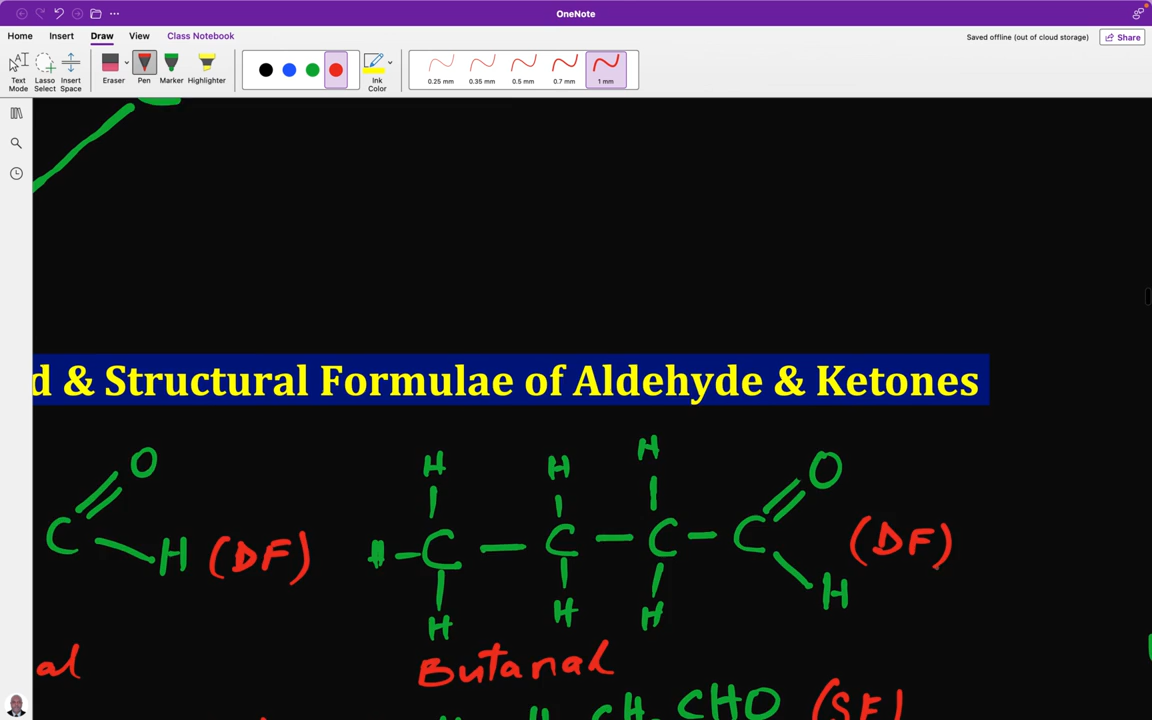 OneNote
Home Insert Draw View Class Notebook
Saved offline (out of cloud storage)
Share
Text Mode
Lasso Select
Insert Space
Eraser
Pen
Marker
Highlighter
Ink Color
0.25 mm
0.35 mm
0.5 mm
0.7 mm
1 mm
d & Structural Formulae of Aldehyde & Ketones
O H H H O
C H (DF) H C C C C (DF)
H H H H
al Butanal
CHO (SF)